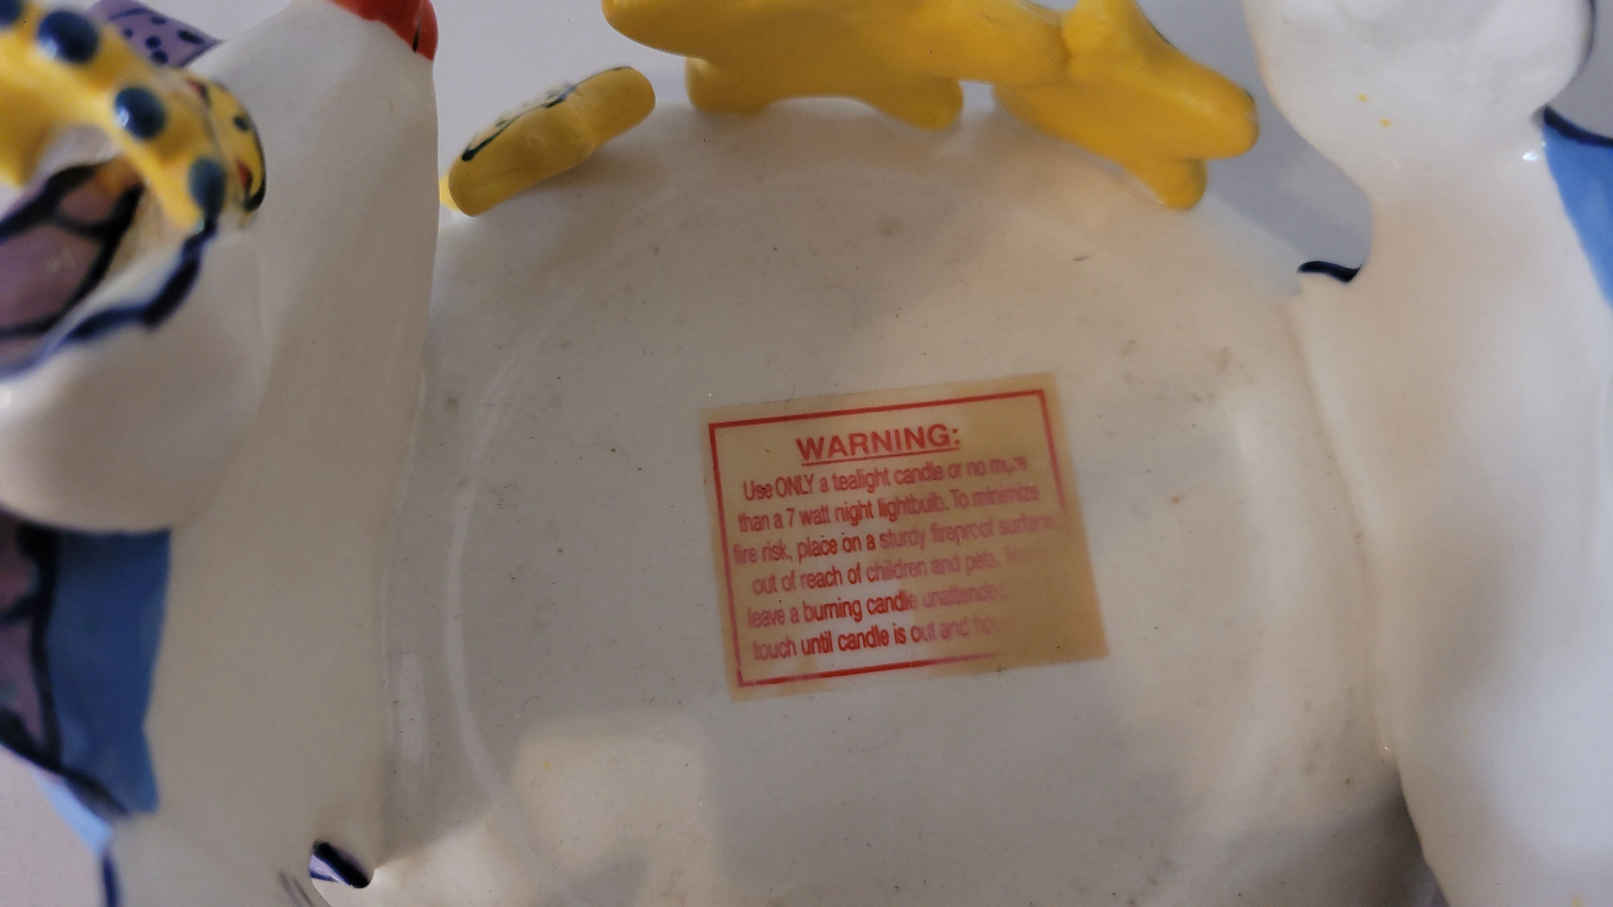 WARNING:
Use ONLY a tealight candle or no more
than a 7 watt night lightbulb. To minimize
fire risk, place on a sturdy fireproof surface,
out of reach of children and pets.
leave a burning candle unattended
touch until candle is out and